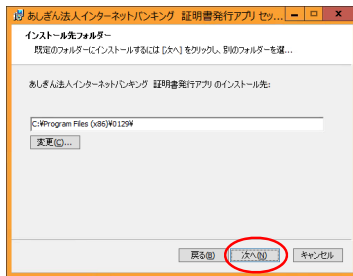 あしぎん法人インターネットバンキング 証明書発行アプリ セッ...
インストール先フォルダー
既定のフォルダーにインストールするには [次へ] をクリックし、別のフォルダーを選...
あしぎん法人インターネットバンキング 証明書発行アプリ のインストール先:
C:¥Program Files (x86)¥0129¥
変更(C)...
戻る(B) 次へ(N) キャンセル